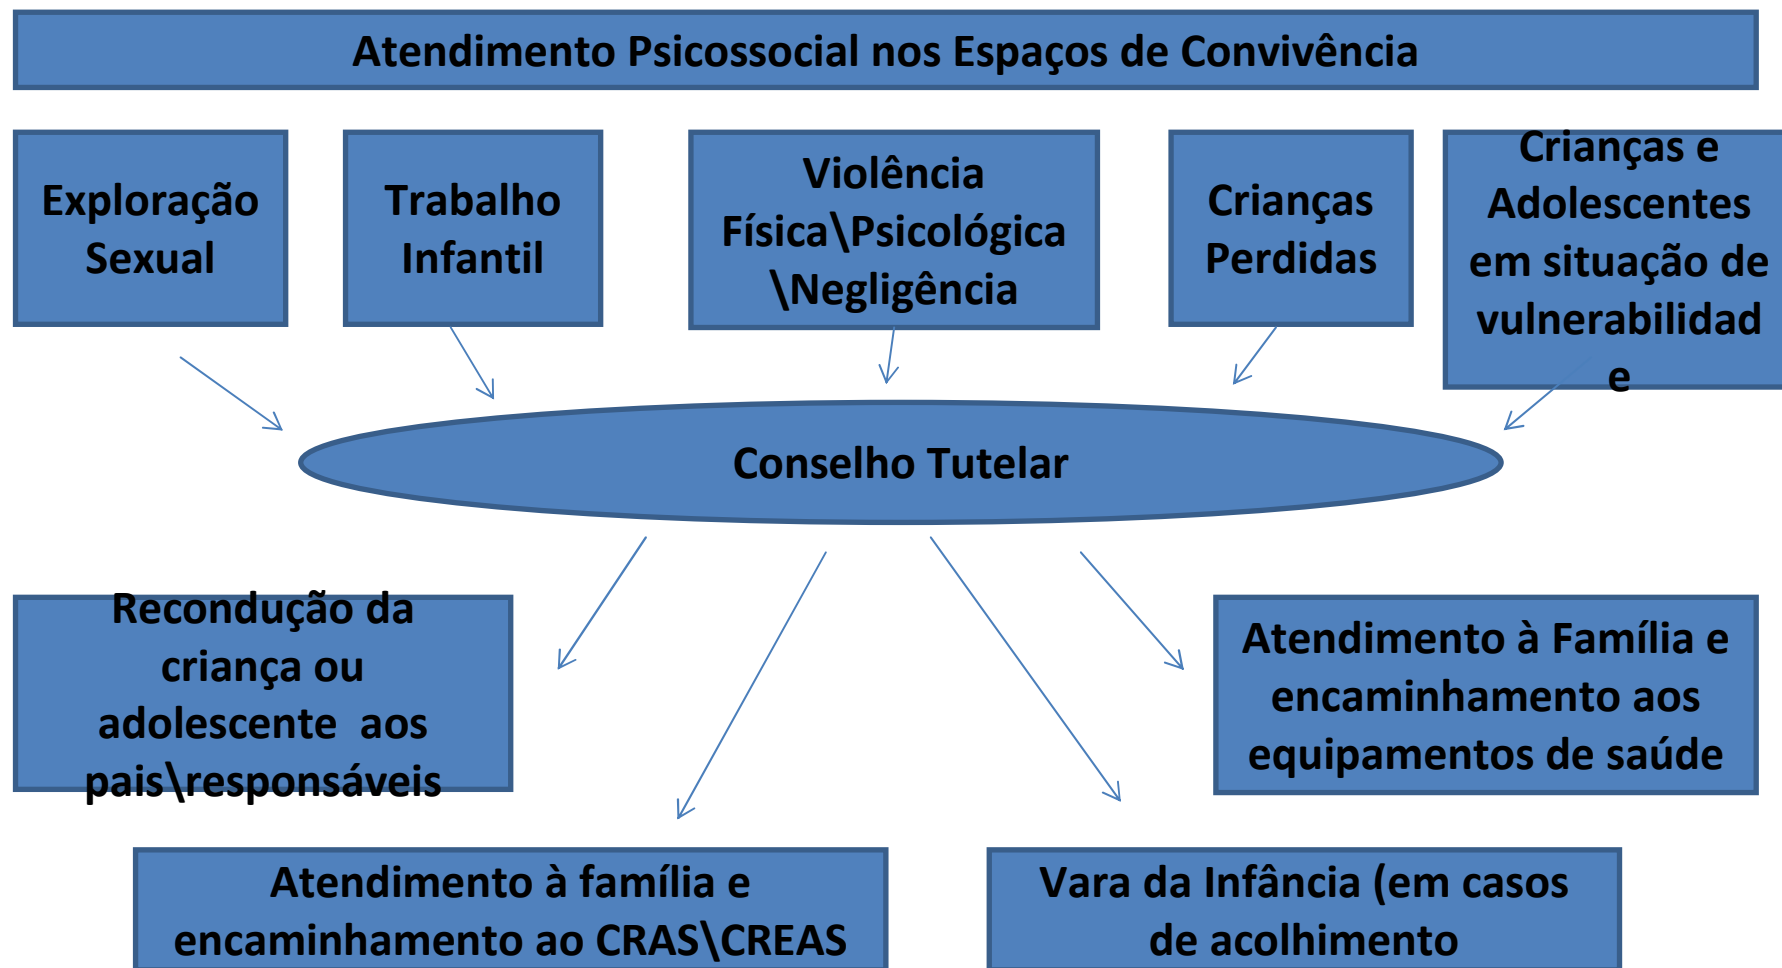 Atendimento Psicossocial nos Espaços de Convivência
Exploração
Sexual
Trabalho
Infantil
Violência
Física\Psicológica
\Negligência
Crianças
Perdidas
Crianças e
Adolescentes
em situação de
vulnerabilidad
e
Conselho Tutelar
Recondução da
criança ou
adolescente  aos
pais\responsáveis
Atendimento à Família e
encaminhamento aos
equipamentos de saúde
Atendimento à família e
encaminhamento ao CRAS\CREAS
Vara da Infância (em casos
de acolhimento